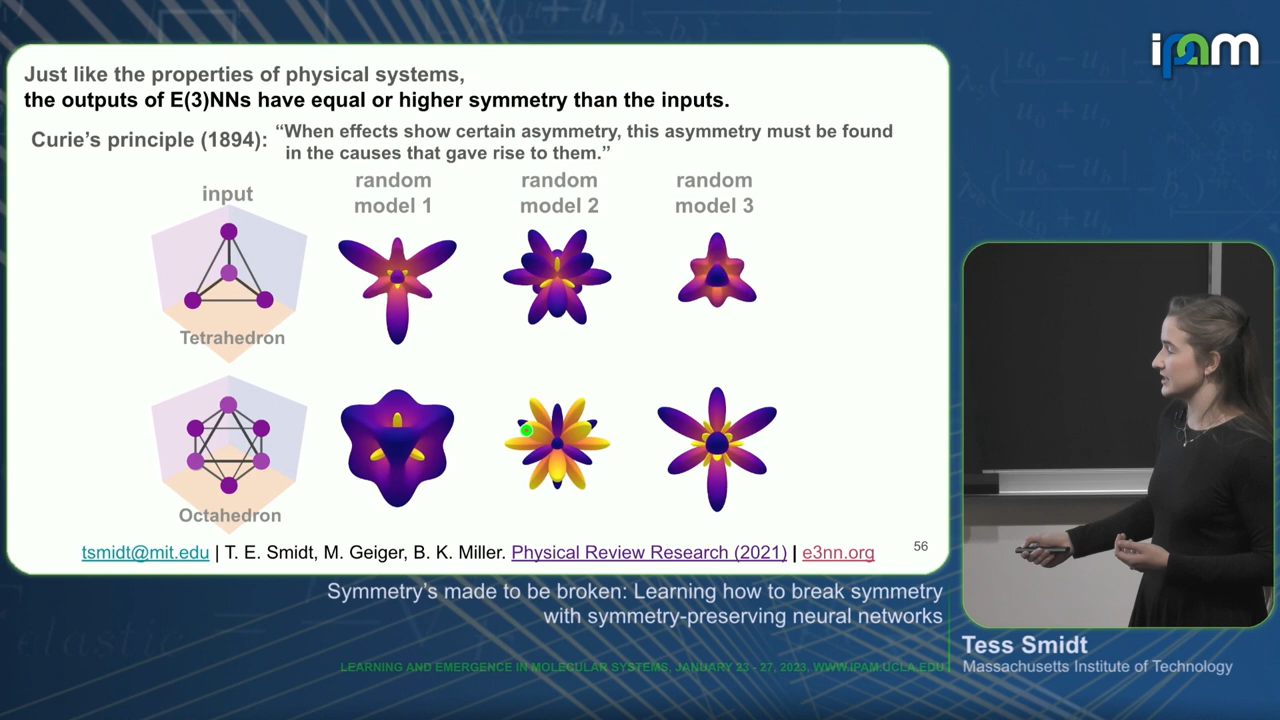 ipam
Just like the properties of physical systems,
the outputs of E(3)NNs have equal or higher symmetry than the inputs.
Curie's principle (1894): “When effects show certain asymmetry, this asymmetry must be found
in the causes that gave rise to them.”
input
random
model 1
random
model 2
random
model 3
Tetrahedron
Octahedron
tsmidt@mit.edu | T. E. Smidt, M. Geiger, B. K. Miller. Physical Review Research (2021) | e3nn.org
56
Symmetry's made to be broken: Learning how to break symmetry
with symmetry-preserving neural networks
Tess Smidt
Massachusetts Institute of Technology
LEARNING AND EMERGENCE IN MOLECULAR SYSTEMS, JANUARY 23 - 27, 2023, WWW.IPAM.UCLA.EDU
elastic